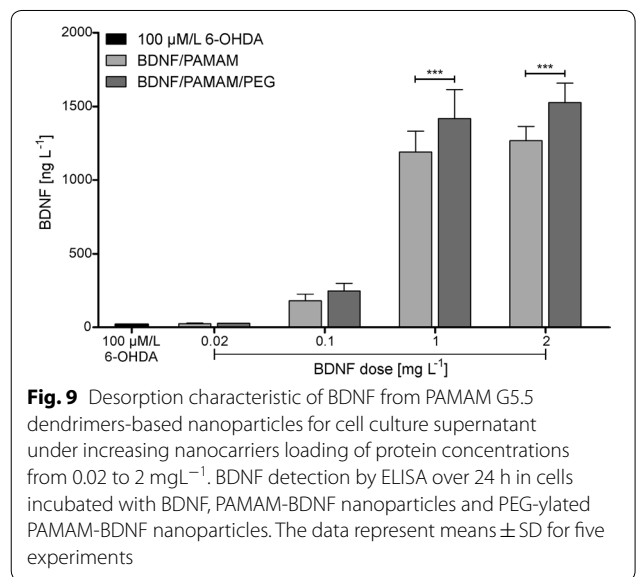 2000
1500
1000
500
0
BDNF [ng L⁻¹]
100 µM/L 6-OHDA
BDNF/PAMAM
BDNF/PAMAM/PEG
***
***
100 µM/L
6-OHDA
0.02
0.1
1
2
BDNF dose [mg L⁻¹]
Fig. 9 Desorption characteristic of BDNF from PAMAM G5.5
dendrimers-based nanoparticles for cell culture supernatant
under increasing nanocarriers loading of protein concentrations
from 0.02 to 2 mgL⁻¹. BDNF detection by ELISA over 24 h in cells
incubated with BDNF, PAMAM-BDNF nanoparticles and PEG-ylated
PAMAM-BDNF nanoparticles. The data represent means ± SD for five
experiments